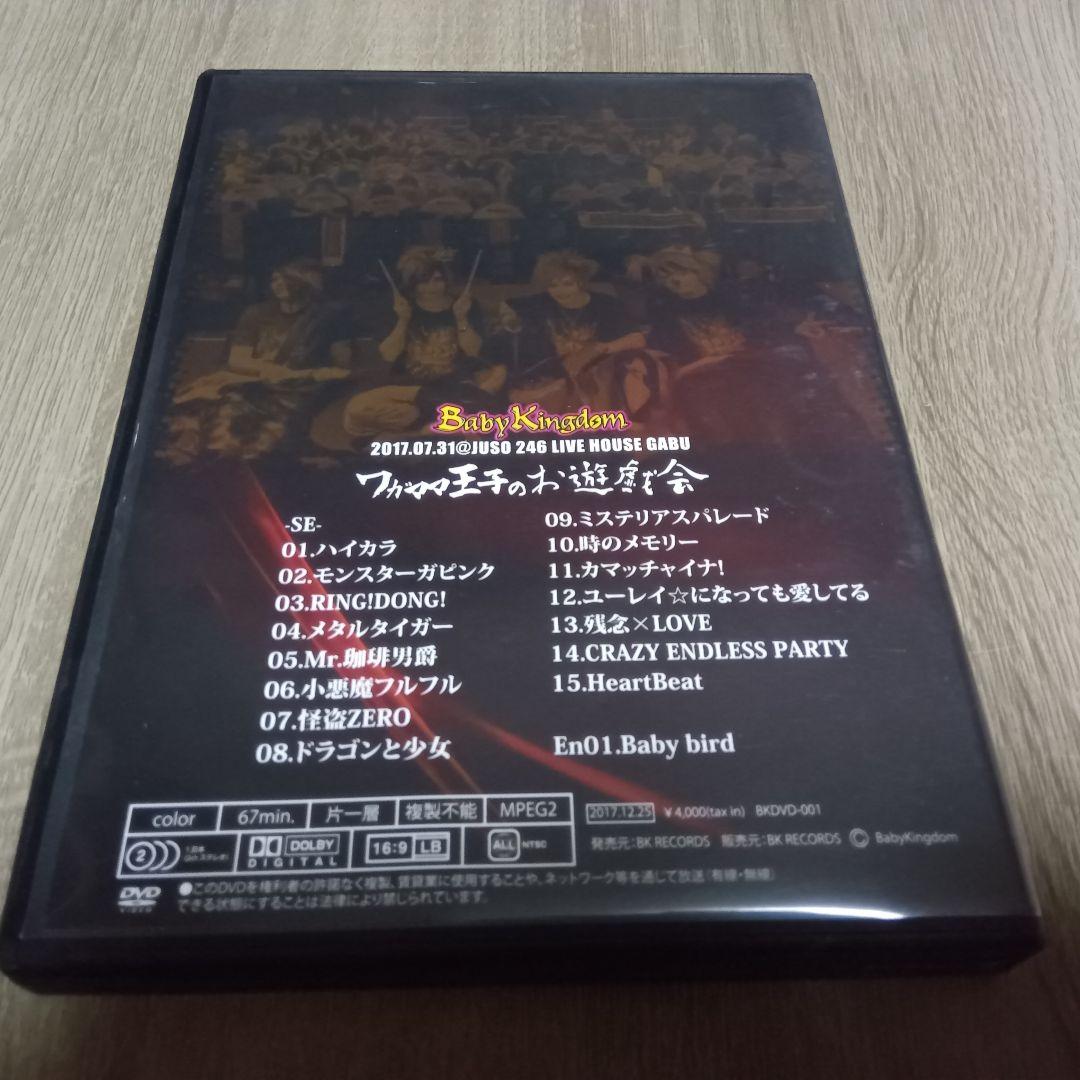 BabyKingdom
2017.07.31@JUSO 246 LIVE HOUSE GABU
ワガママ王子のお遊戯会
-SE-
01.ハイカラ
02.モンスターガピンク
03.RING!DONG!
04.メタルタイガー
05.Mr.珈琲男爵
06.小悪魔フルフル
07.怪盗ZERO
08.ドラゴンと少女
09.ミステリアスパレード
10.時のメモリー
11.カマッチャイナ!
12.ユーレイ☆になっても愛してる
13.残念×LOVE
14.CRAZY ENDLESS PARTY
15.HeartBeat
En01.Baby bird
color 67min. 片一層 複製不能 MPEG2
2 DOLBY DIGITAL 16:9 LB ALL NTSC
2017.12.25 ¥4,000(tax in) BKDVD-001
発売元:BK RECORDS 販売元:BK RECORDS Ⓒ BabyKingdom
DVD VIDEO
●このDVDを権利者の許諾なく複製、賃貸業に使用することや、ネットワーク等を通じて放送(有線・無線)
できる状態にすることは法律により禁じられています。